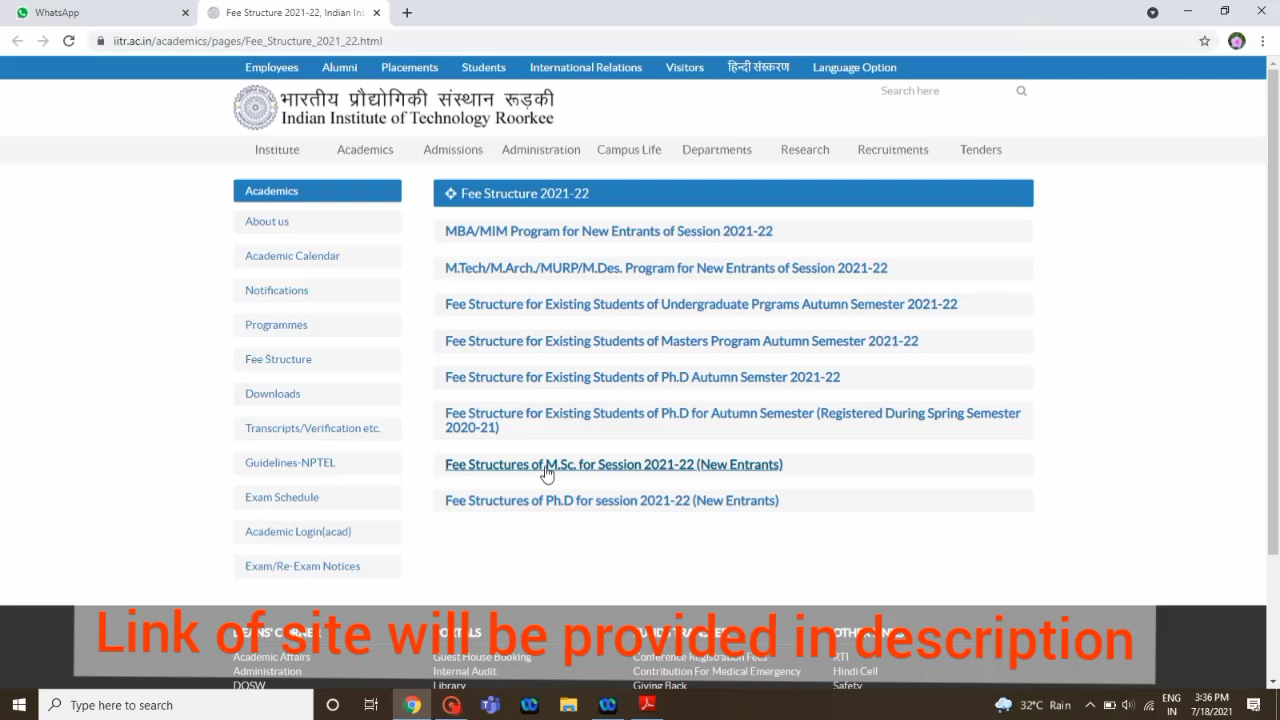 WhatsApp
Fee Structure 2021-22, Indian Ins
iitr.ac.in/academics/pages/Fee_Structure_2021_22.html
Employees Alumni Placements Students International Relations Visitors हिन्दी संस्करण Language Option
भारतीय प्रौद्योगिकी संस्थान रूड़की
Indian Institute of Technology Roorkee
Search here
Institute Academics Admissions Administration Campus Life Departments Research Recruitments Tenders
Academics
About us
Academic Calendar
Notifications
Programmes
Fee Structure
Downloads
Transcripts/Verification etc.
Guidelines-NPTEL
Exam Schedule
Academic Login(acad)
Exam/Re-Exam Notices
Fee Structure 2021-22
MBA/MIM Program for New Entrants of Session 2021-22
M.Tech/M.Arch./MURP/M.Des. Program for New Entrants of Session 2021-22
Fee Structure for Existing Students of Undergraduate Prgrams Autumn Semester 2021-22
Fee Structure for Existing Students of Masters Program Autumn Semester 2021-22
Fee Structure for Existing Students of Ph.D Autumn Semster 2021-22
Fee Structure for Existing Students of Ph.D for Autumn Semester (Registered During Spring Semester
2020-21)
Fee Structures of M.Sc. for Session 2021-22 (New Entrants)
Fee Structures of Ph.D for session 2021-22 (New Entrants)
Link of site will be provided in description
Academic Affairs
Administration
DOSW
Guest House Booking
Internal Audit
Library
Conference Registration Fees
Contribution For Medical Emergency
Giving Back
RTI
Hindi Cell
Safety
Type here to search
32°C Rain
ENG
IN
3:36 PM
7/18/2021